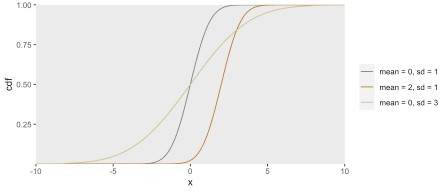 1.00
0.75
0.50
0.25
cdf
-10
-5
0
5
10
x
mean = 0, sd = 1
mean = 2, sd = 1
mean = 0, sd = 3